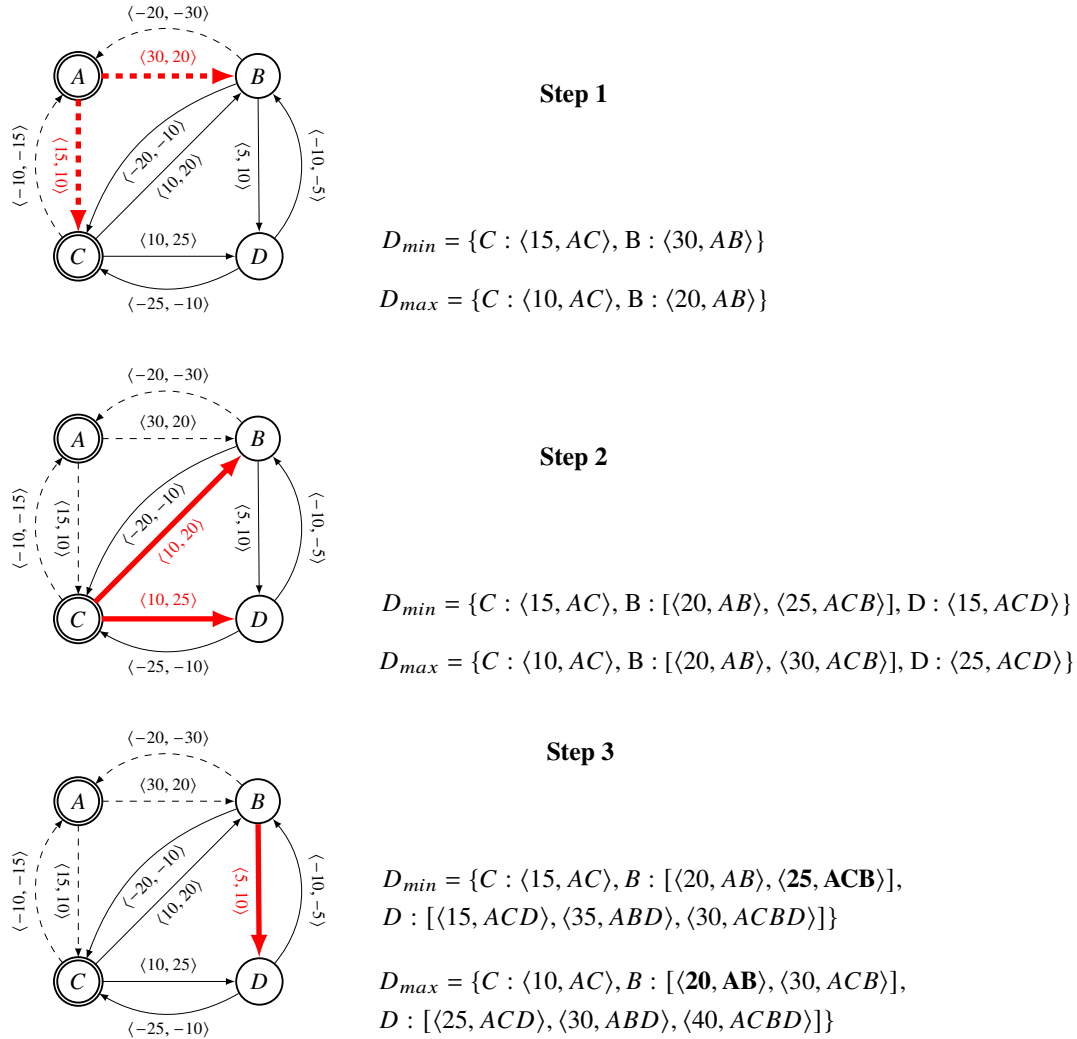 ⟨−20, −30⟩
⟨30, 20⟩
A
B
Step 1
⟨−10, −15⟩
⟨15, 10⟩
⟨−20, −10⟩
⟨10, 20⟩
⟨5, 10⟩
⟨−10, −5⟩
⟨10, 25⟩
C
D
⟨−25, −10⟩
D_min = {C : ⟨15, AC⟩, B : ⟨30, AB⟩}
D_max = {C : ⟨10, AC⟩, B : ⟨20, AB⟩}
⟨−20, −30⟩
⟨30, 20⟩
A
B
Step 2
⟨−10, −15⟩
⟨15, 10⟩
⟨−20, −10⟩
⟨10, 20⟩
⟨5, 10⟩
⟨−10, −5⟩
⟨10, 25⟩
C
D
⟨−25, −10⟩
D_min = {C : ⟨15, AC⟩, B : [⟨20, AB⟩, ⟨25, ACB⟩], D : ⟨15, ACD⟩}
D_max = {C : ⟨10, AC⟩, B : [⟨20, AB⟩, ⟨30, ACB⟩], D : ⟨25, ACD⟩}
⟨−20, −30⟩
⟨30, 20⟩
A
B
Step 3
⟨−10, −15⟩
⟨15, 10⟩
⟨−20, −10⟩
⟨10, 20⟩
⟨5, 10⟩
⟨−10, −5⟩
⟨10, 25⟩
C
D
⟨−25, −10⟩
D_min = {C : ⟨15, AC⟩, B : [⟨20, AB⟩, ⟨25, ACB⟩],
D : [⟨15, ACD⟩, ⟨35, ABD⟩, ⟨30, ACBD⟩]}
D_max = {C : ⟨10, AC⟩, B : [⟨20, AB⟩, ⟨30, ACB⟩],
D : [⟨25, ACD⟩, ⟨30, ABD⟩, ⟨40, ACBD⟩]}